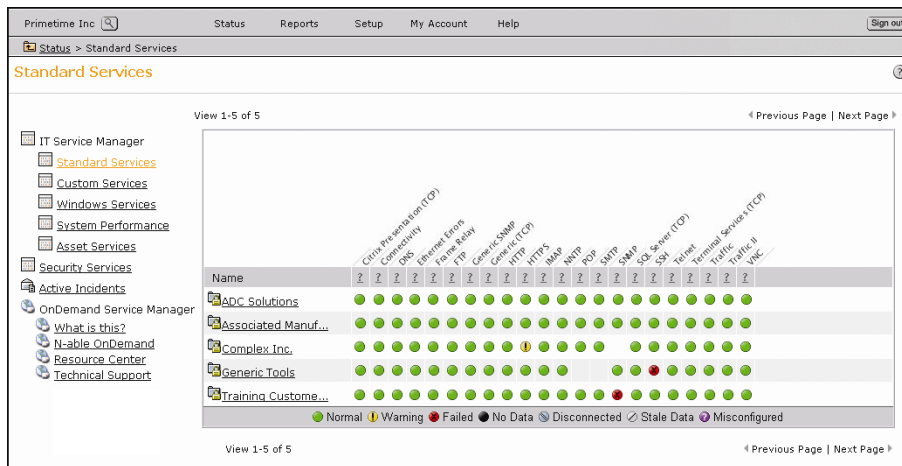 Primetime Inc Status Reports Setup My Account Help Sign out
Status > Standard Services
Standard Services ?
View 1-5 of 5 Previous Page | Next Page
IT Service Manager
Standard Services
Custom Services
Windows Services
System Performance
Asset Services
Security Services
Active Incidents
OnDemand Service Manager
What is this?
N-able OnDemand
Resource Center
Technical Support
Citrix Presentation (TCP)
Connectivity
DNS
Ethernet Errors
Frame Relay
FTP
Generic SNMP
Generic (TCP)
HTTP
HTTPS
IMAP
NNTP
POP
SMTP
SNMP
SQL Server (TCP)
SSH
Telnet
Terminal Services (TCP)
Traffic
Traffic II
VNC
Name ? ? ? ? ? ? ? ? ? ? ? ? ? ? ? ? ? ? ? ? ? ?
ADC Solutions
Associated Manuf...
Complex Inc.
Generic Tools
Training Custome...
Normal Warning Failed No Data Disconnected Stale Data Misconfigured
View 1-5 of 5 Previous Page | Next Page